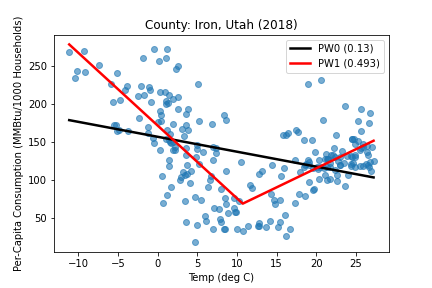 County: Iron, Utah (2018)
Per-Capita Consumption (MMBtu/1000 Households)
250
200
150
100
50
PW0 (0.13)
PW1 (0.493)
−10 −5 0 5 10 15 20 25
Temp (deg C)